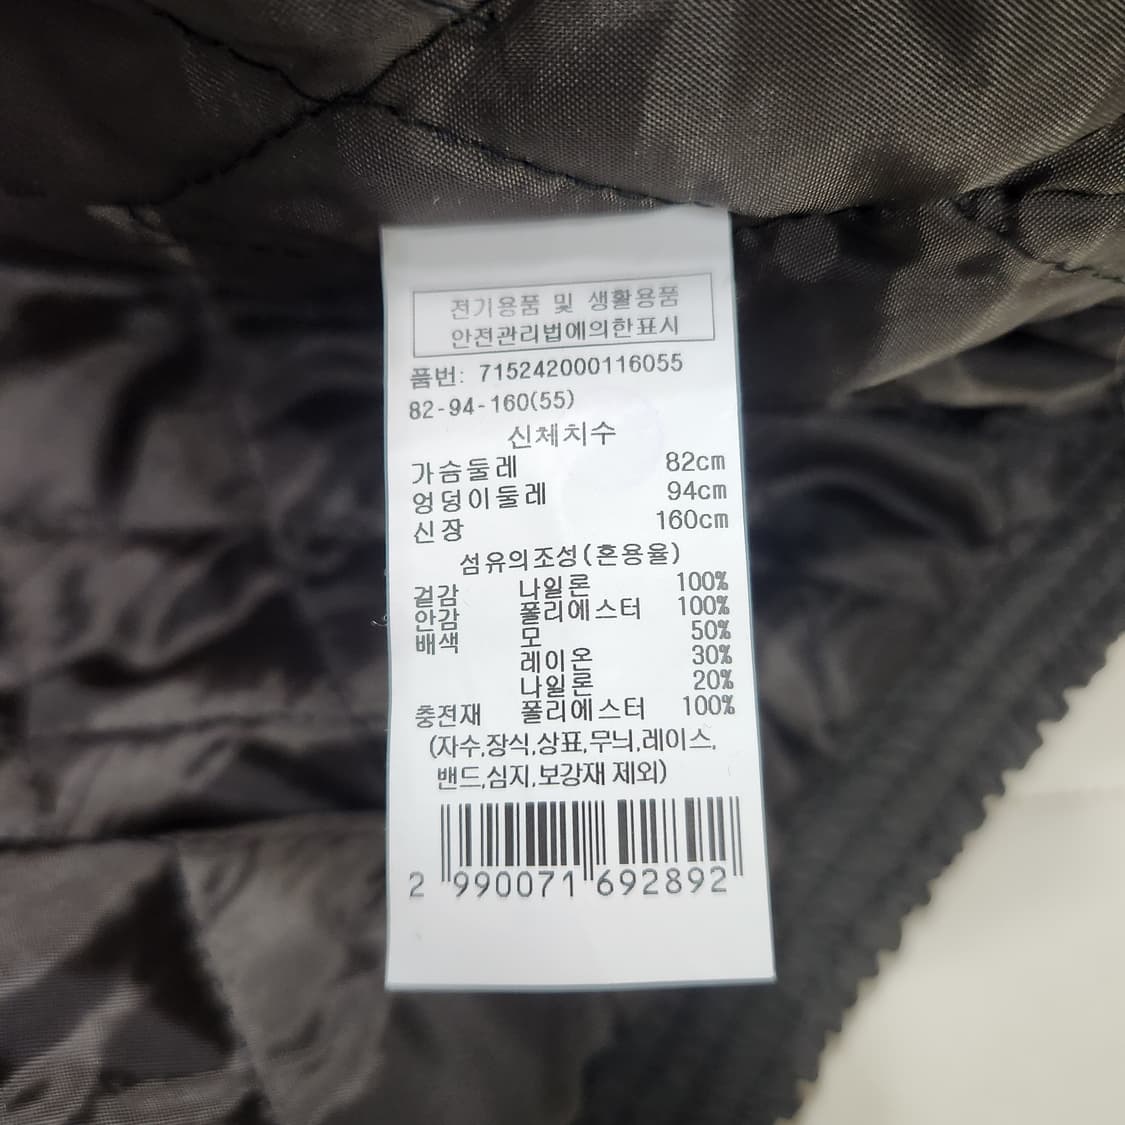 전기용품 및 생활용품
안전관리법에의한표시
품번: 715242000116055
82-94-160(55)
신체치수
가슴둘레 82cm
엉덩이둘레 94cm
신장 160cm
섬유의조성(혼용율)
겉감 나일론 100%
안감 폴리에스터 100%
배색 모 50%
레이온 30%
나일론 20%
충전재 폴리에스터 100%
(자수,장식,상표,무늬,레이스,
밴드,심지,보강재 제외)
2 990071 692892